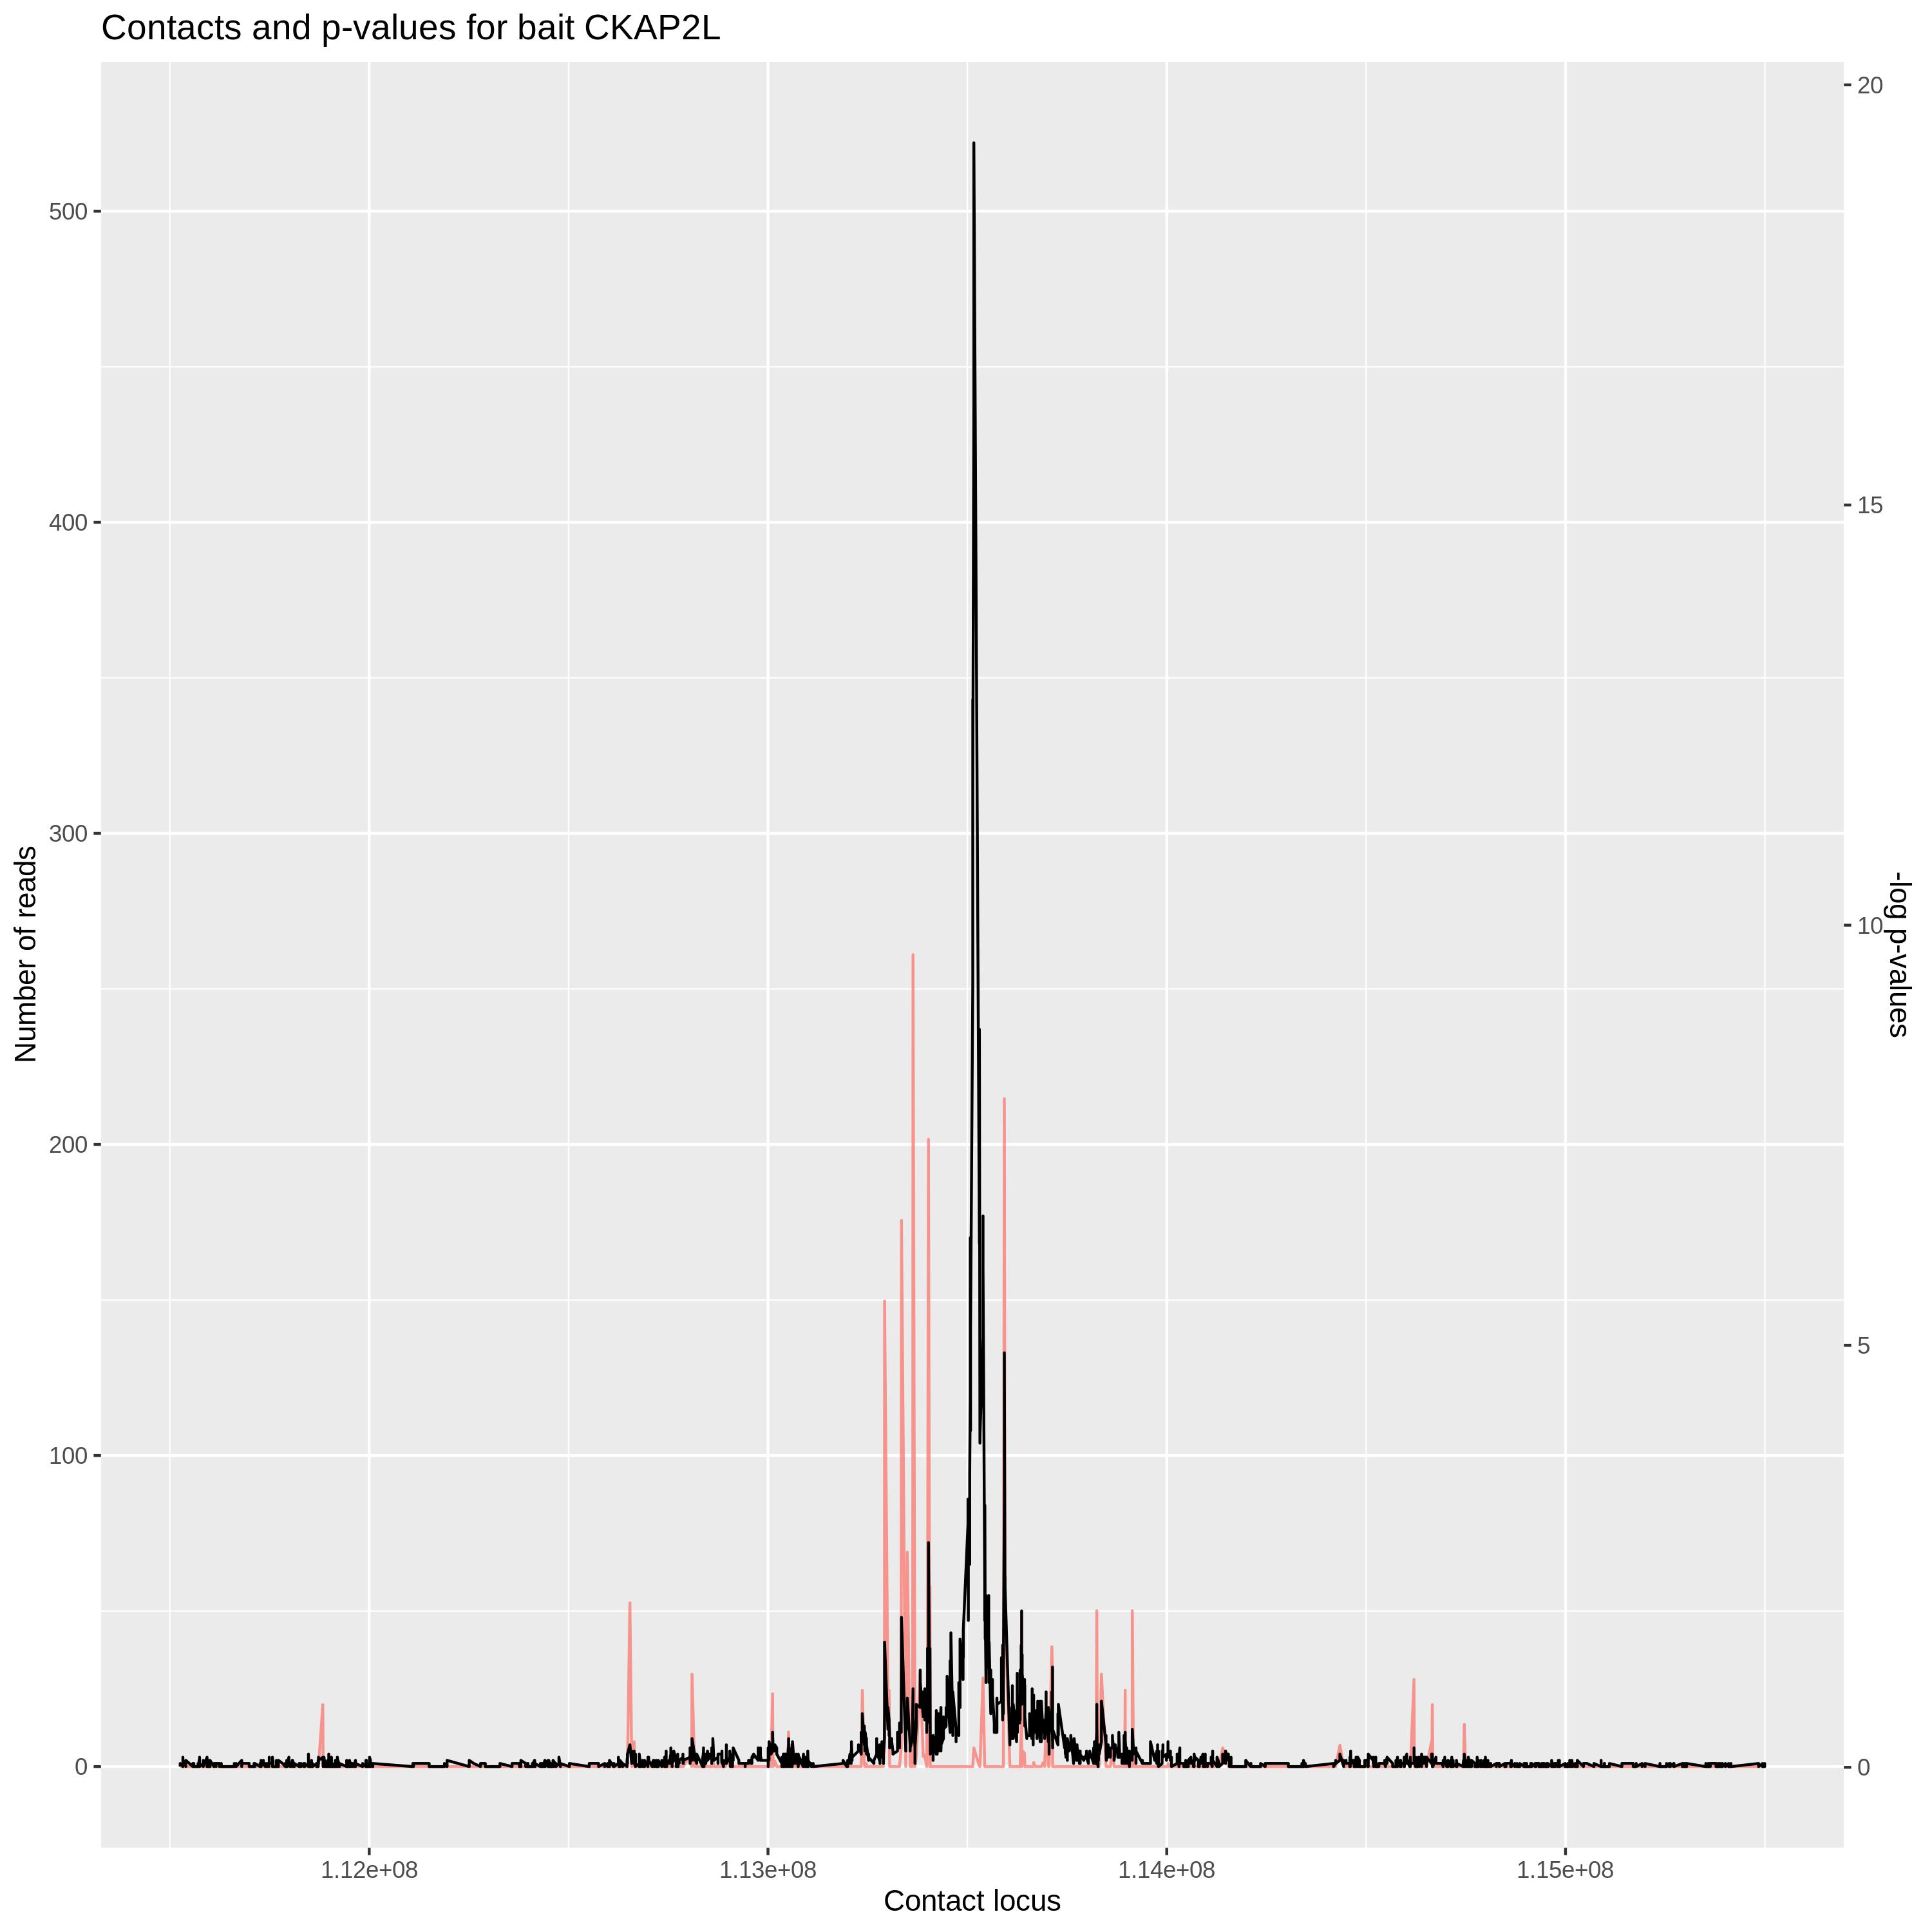 Contacts and p-values for bait CKAP2L
Number of reads
500
400
300
200
100
0
20
15
10
5
0
-log p-values
1.12e+08
1.13e+08
1.14e+08
1.15e+08
Contact locus